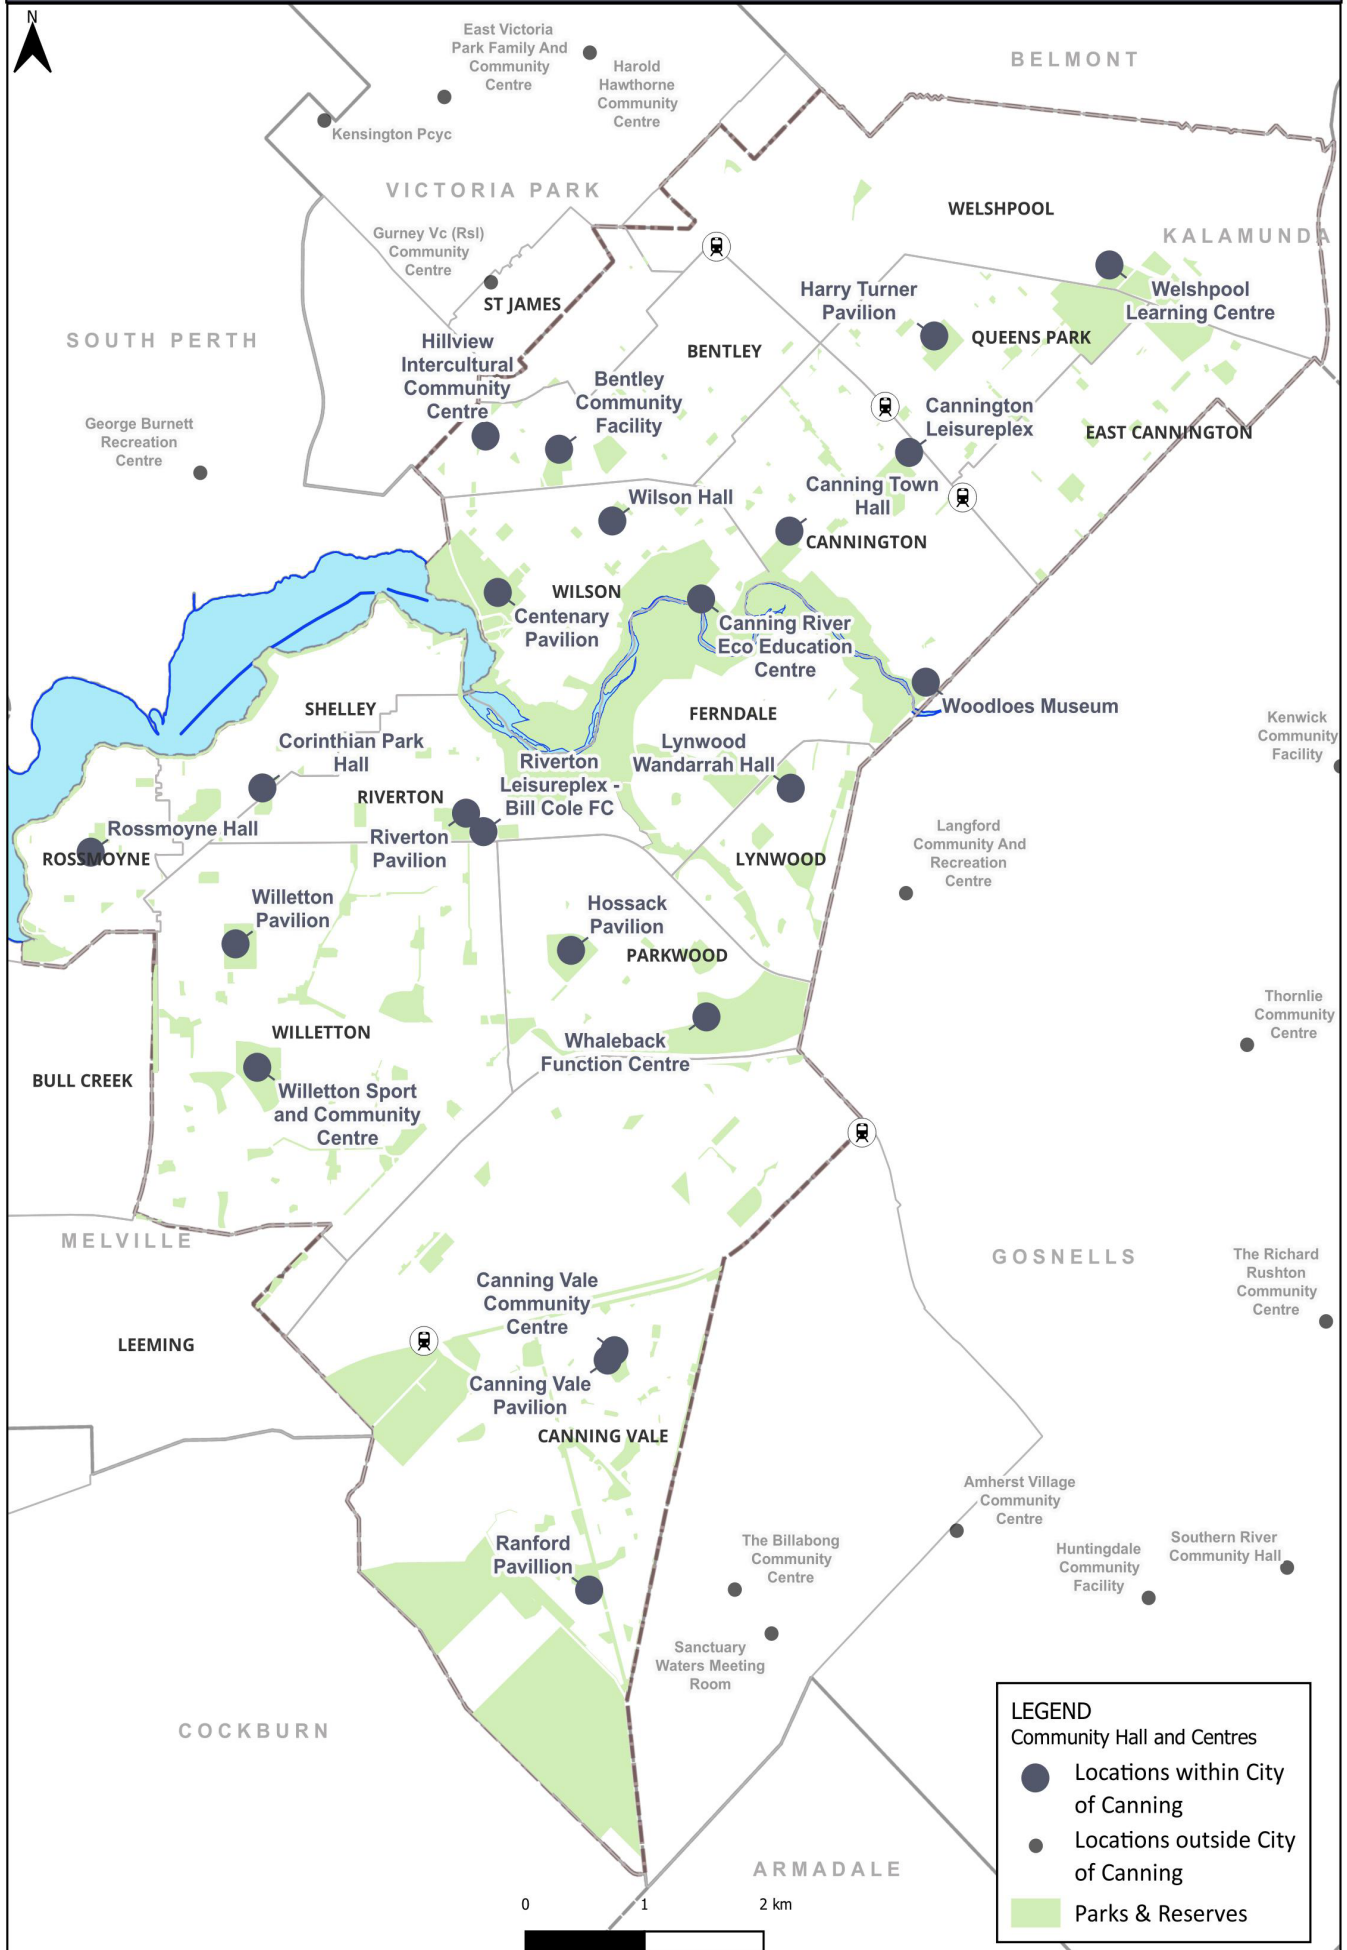 N
East Victoria
Park Family And
Community
Centre
Harold
Hawthorne
Community
Centre
BELMONT
Kensington Pcyc
VICTORIA PARK
WELSHPOOL
KALAMUNDA
Gurney Vc (Rsl)
Community
Centre
ST JAMES
Harry Turner
Pavilion
Welshpool
Learning Centre
SOUTH PERTH
Hillview
Intercultural
Community
Centre
BENTLEY
QUEENS PARK
Bentley
Community
Facility
Cannington
Leisureplex
EAST CANNINGTON
George Burnett
Recreation
Centre
Wilson Hall
Canning Town
Hall
CANNINGTON
WILSON
Centenary
Pavilion
Canning River
Eco Education
Centre
Woodloes Museum
SHELLEY
FERNDALE
Corinthian Park
Hall
Lynwood
Wandarrah Hall
Kenwick
Community
Facility
Riverton
Leisureplex -
Bill Cole FC
RIVERTON
Rossmoyne Hall
ROSSMOYNE
Riverton
Pavilion
LYNWOOD
Langford
Community And
Recreation
Centre
Willetton
Pavilion
Hossack
Pavilion
PARKWOOD
Thornlie
Community
Centre
WILLETTON
Whaleback
Function Centre
BULL CREEK
Willetton Sport
and Community
Centre
MELVILLE
GOSNELLS
The Richard
Rushton
Community
Centre
Canning Vale
Community
Centre
LEEMING
Canning Vale
Pavilion
CANNING VALE
Amherst Village
Community
Centre
Ranford
Pavillion
The Billabong
Community
Centre
Huntingdale
Community
Facility
Southern River
Community Hall
Sanctuary
Waters Meeting
Room
COCKBURN
ARMADALE
LEGEND
Community Hall and Centres
Locations within City
of Canning
Locations outside City
of Canning
Parks & Reserves
0 1 2 km